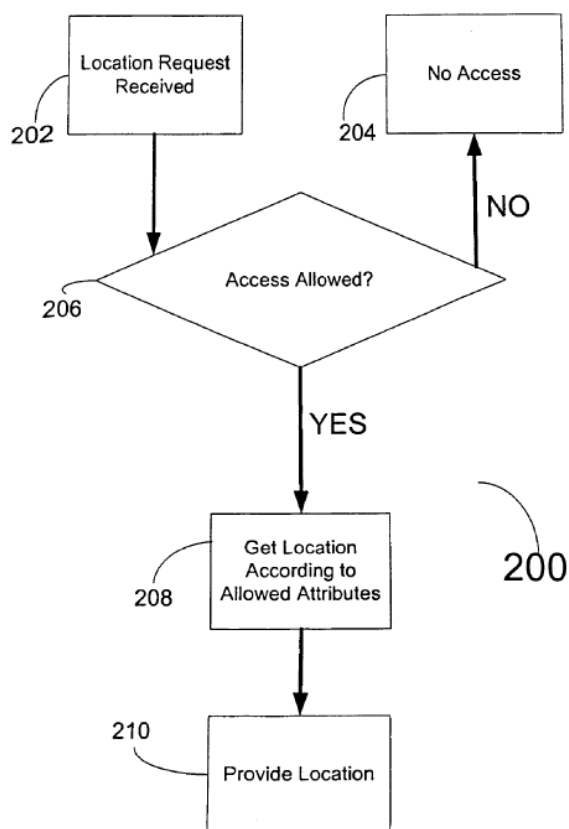 Location Request
Received
202
No Access
204
NO
Access Allowed?
206
YES
Get Location
According to
Allowed Attributes
208
200
210
Provide Location